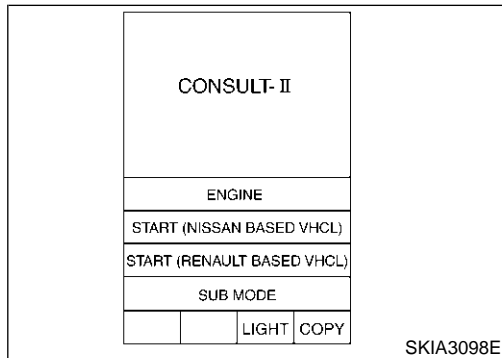 CONSULT- II
ENGINE
START (NISSAN BASED VHCL)
START (RENAULT BASED VHCL)
SUB MODE
LIGHT COPY
SKIA3098E